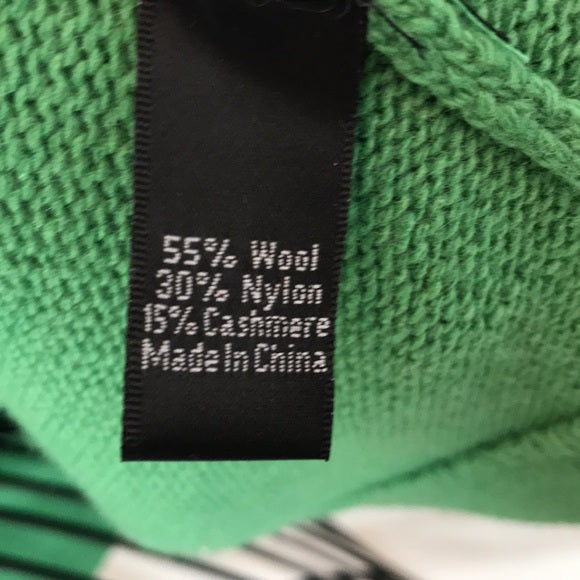 55% Wool
30% Nylon
15% Cashmere
Made In China